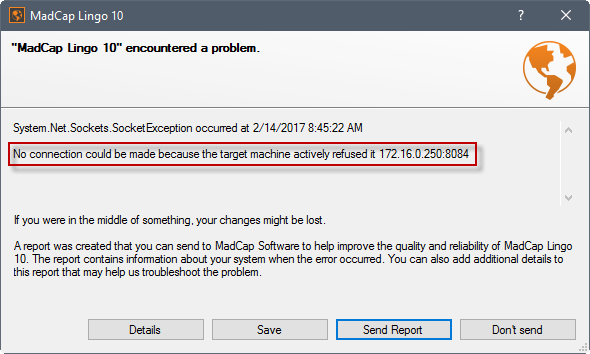 MadCap Lingo 10
?
"MadCap Lingo 10" encountered a problem.
System.Net.Sockets.SocketException occurred at 2/14/2017 8:45:22 AM
No connection could be made because the target machine actively refused it 172.16.0.250:8084
If you were in the middle of something, your changes might be lost.
A report was created that you can send to MadCap Software to help improve the quality and reliability of MadCap Lingo
10. The report contains information about your system when the error occurred. You can also add additional details to
this report that may help us troubleshoot the problem.
Details
Save
Send Report
Don't send